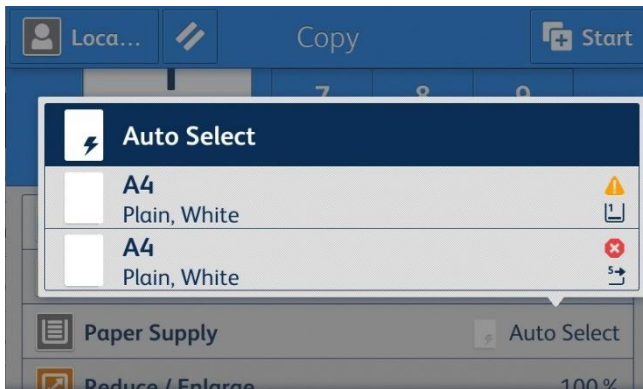 Loca...
Copy
Start
7 8 9
Auto Select
A4
Plain, White
1
A4
Plain, White
5
Paper Supply
Auto Select
Reduce / Enlarge
100 %